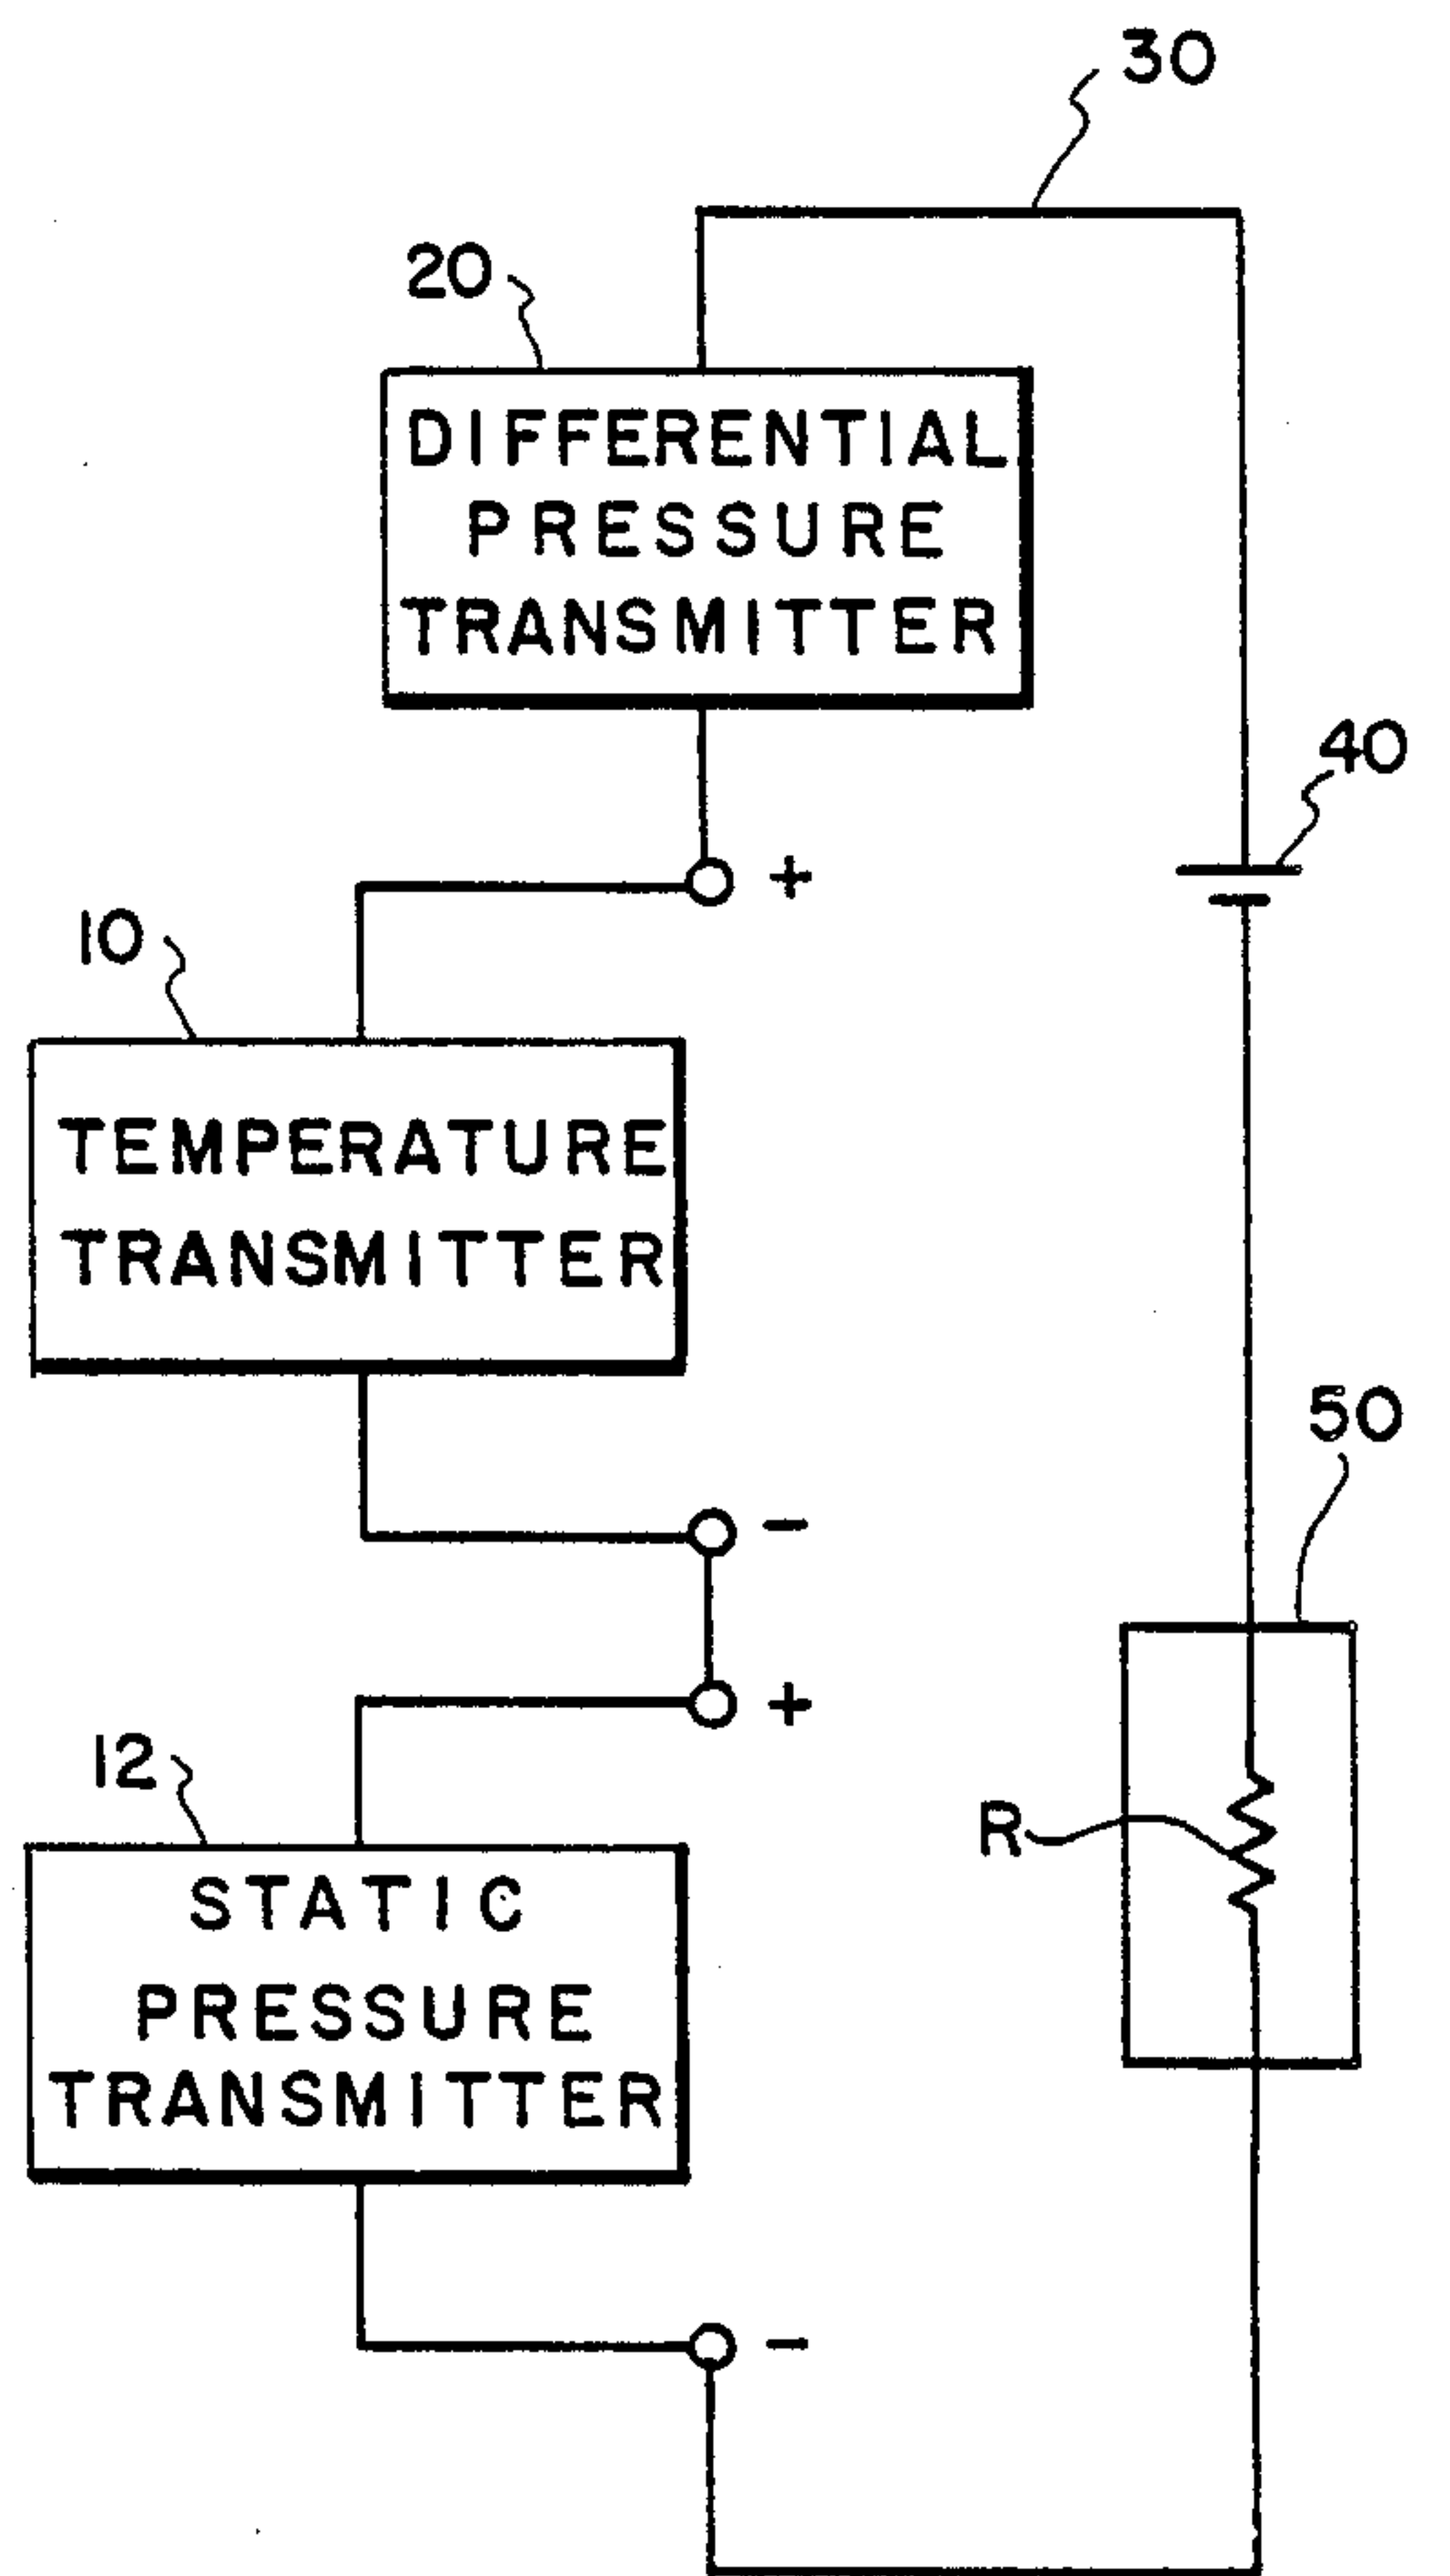 30
20
DIFFERENTIAL
PRESSURE
TRANSMITTER
40
+
10
TEMPERATURE
TRANSMITTER
50
-
+
12
R
STATIC
PRESSURE
TRANSMITTER
-